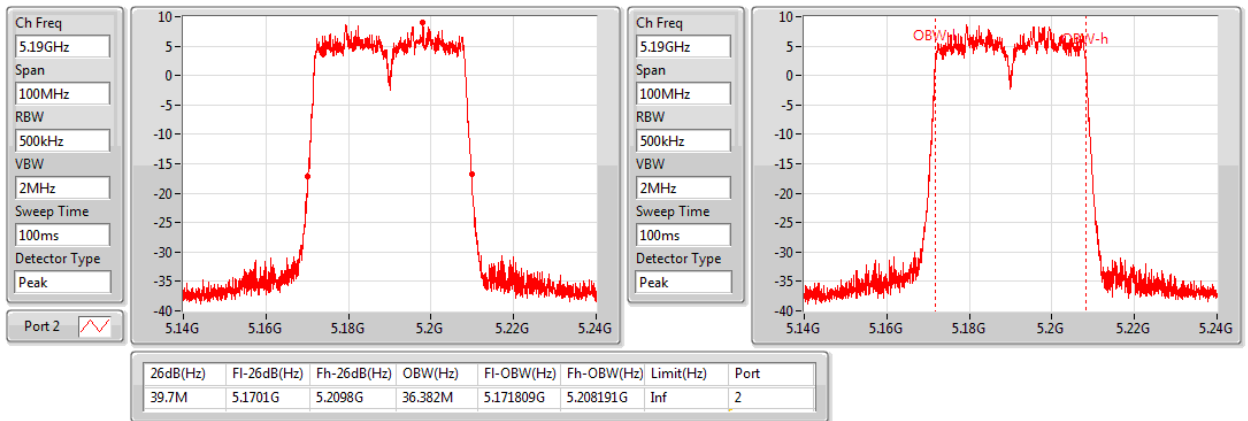 Ch Freq
5.19GHz
Span
100MHz
RBW
500kHz
VBW
2MHz
Sweep Time
100ms
Detector Type
Peak
Port 2
10
5
0
-5
-10
-15
-20
-25
-30
-35
-40
5.14G 5.16G 5.18G 5.2G 5.22G 5.24G
Ch Freq
5.19GHz
Span
100MHz
RBW
500kHz
VBW
2MHz
Sweep Time
100ms
Detector Type
Peak
10
5
0
-5
-10
-15
-20
-25
-30
-35
-40
OBW-h
5.14G 5.16G 5.18G 5.2G 5.22G 5.24G
26dB(Hz) Fl-26dB(Hz) Fh-26dB(Hz) OBW(Hz) Fl-OBW(Hz) Fh-OBW(Hz) Limit(Hz) Port
39.7M 5.1701G 5.2098G 36.382M 5.171809G 5.208191G Inf 2